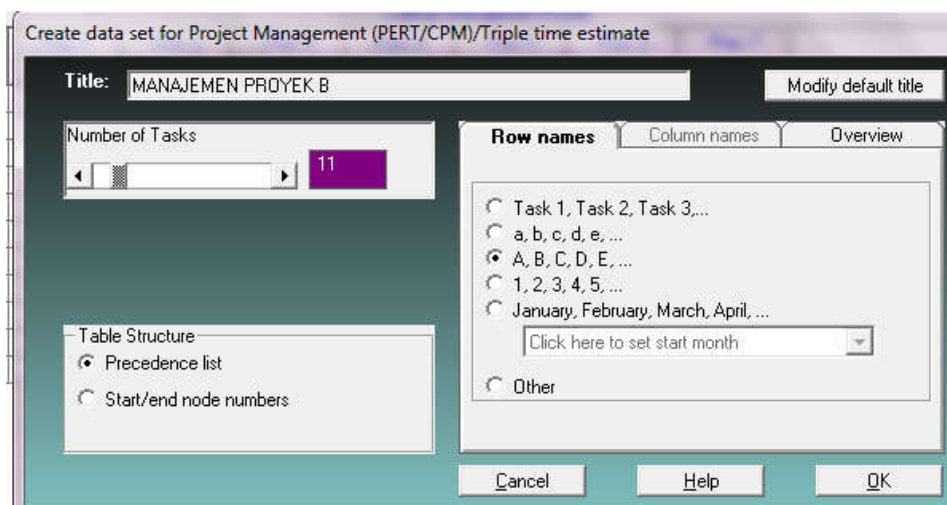 Create data set for Project Management (PERT/CPM)/Triple time estimate
Title: MANAJEMEN PROYEK B
Modify default title
Number of Tasks
11
Row names
Column names
Overview
Task 1, Task 2, Task 3,...
a, b, c, d, e, ...
A, B, C, D, E, ...
1, 2, 3, 4, 5, ...
January, February, March, April, ...
Click here to set start month
Other
Table Structure
Precedence list
Start/end node numbers
Cancel
Help
OK